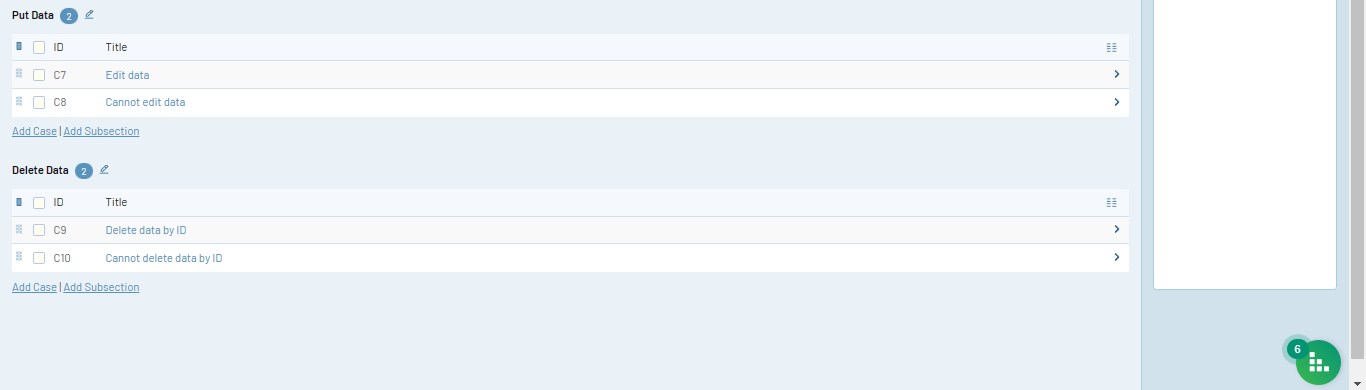 Put Data 2
ID Title
C7 Edit data
C8 Cannot edit data
Add Case | Add Subsection
Delete Data 2
ID Title
C9 Delete data by ID
C10 Cannot delete data by ID
Add Case | Add Subsection
6